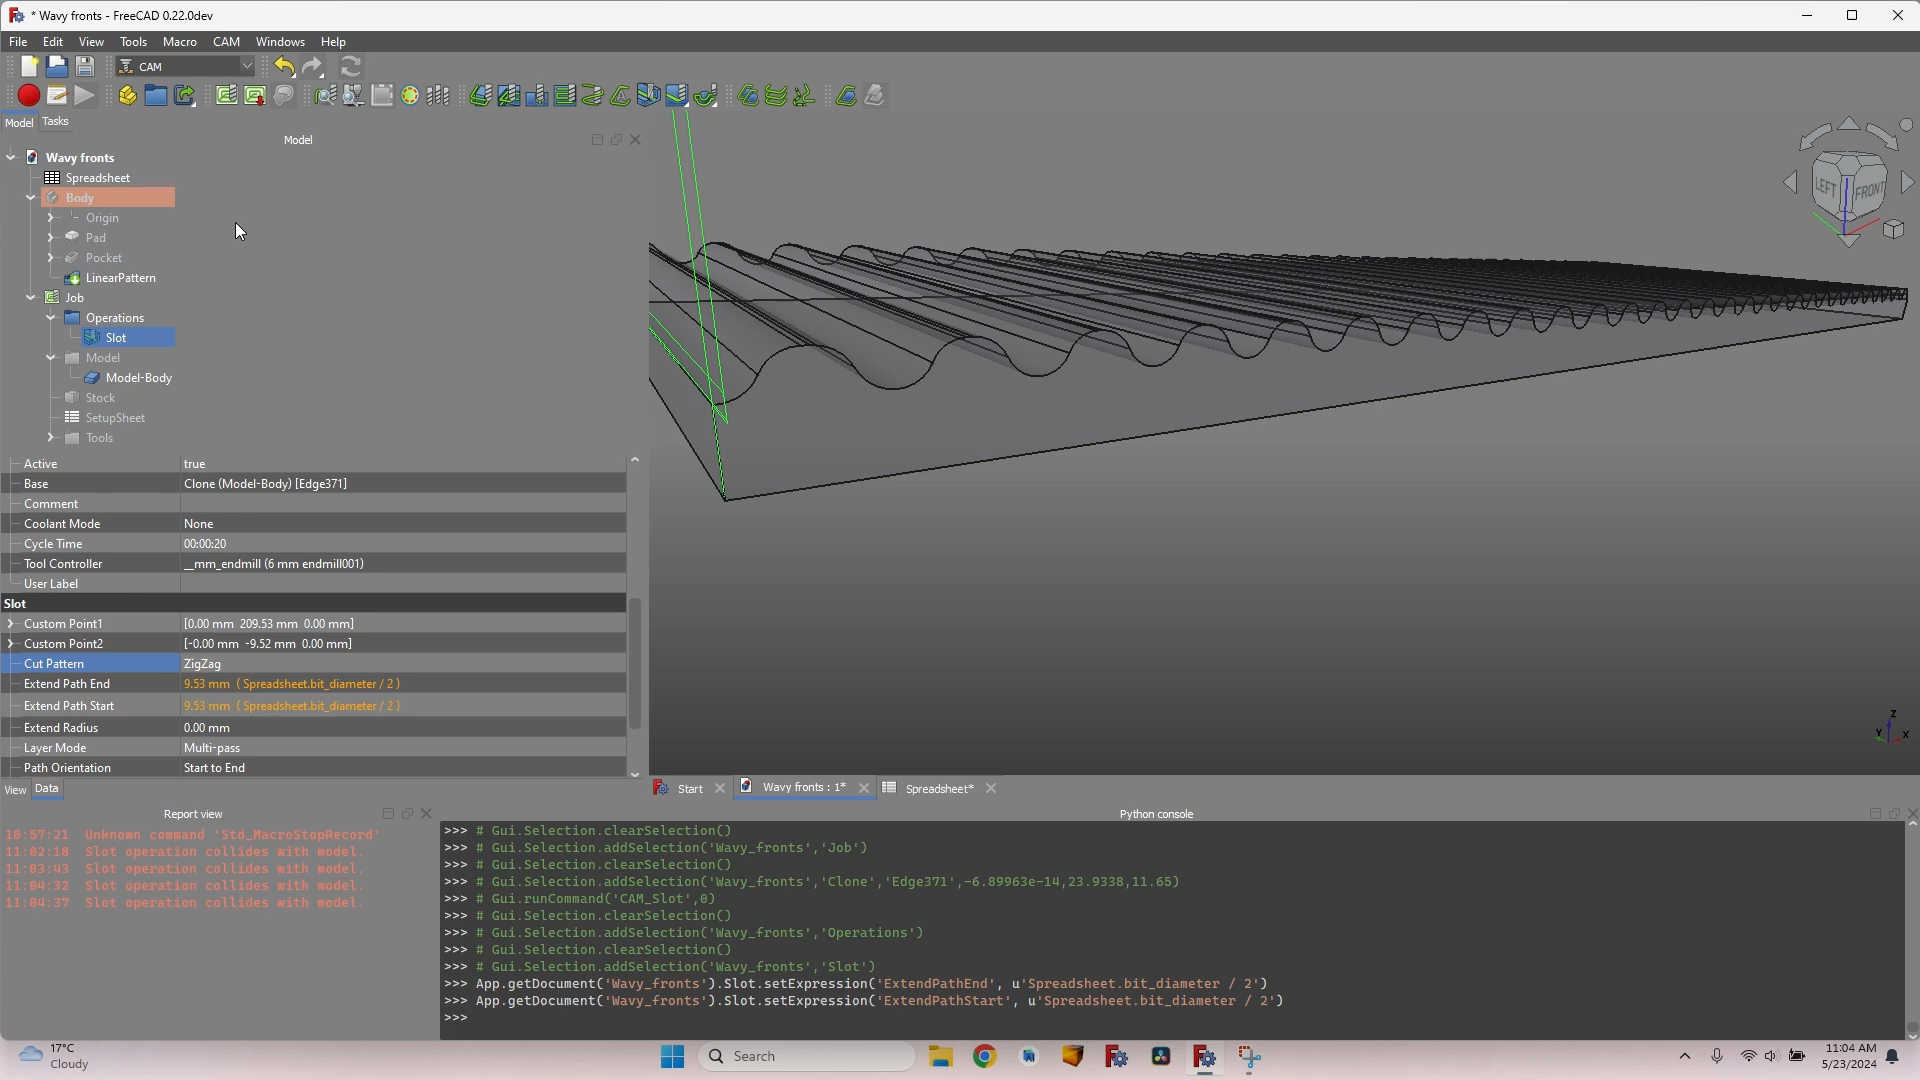 * Wavy fronts - FreeCAD 0.22.0dev
File Edit View Tools Macro CAM Windows Help
CAM
Model Tasks
Model
Wavy fronts
Spreadsheet
Body
Origin
Pad
Pocket
LinearPattern
Job
Operations
Slot
Model
Model-Body
Stock
SetupSheet
Tools
LEFT FRONT
Active true
Base Clone (Model-Body) [Edge371]
Comment
Coolant Mode None
Cycle Time 00:00:20
Tool Controller __mm_endmill (6 mm endmill001)
User Label
Slot
Custom Point1 [0.00 mm 209.53 mm 0.00 mm]
Custom Point2 [-0.00 mm -9.52 mm 0.00 mm]
Cut Pattern ZigZag
Extend Path End 9.53 mm ( Spreadsheet.bit_diameter / 2 )
Extend Path Start 9.53 mm ( Spreadsheet.bit_diameter / 2 )
Extend Radius 0.00 mm
Layer Mode Multi-pass
Path Orientation Start to End
Z
Y X
View Data
Start Wavy fronts : 1* Spreadsheet*
Report view
10:57:21 Unknown command 'Std_MacroStopRecord'
11:02:18 Slot operation collides with model.
11:03:43 Slot operation collides with model.
11:04:32 Slot operation collides with model.
11:04:37 Slot operation collides with model.
Python console
>>> # Gui.Selection.clearSelection()
>>> # Gui.Selection.addSelection('Wavy_fronts','Job')
>>> # Gui.Selection.clearSelection()
>>> # Gui.Selection.addSelection('Wavy_fronts','Clone','Edge371',-6.89963e-14,23.9338,11.65)
>>> # Gui.runCommand('CAM_Slot',0)
>>> # Gui.Selection.clearSelection()
>>> # Gui.Selection.addSelection('Wavy_fronts','Operations')
>>> # Gui.Selection.clearSelection()
>>> # Gui.Selection.addSelection('Wavy_fronts','Slot')
>>> App.getDocument('Wavy_fronts').Slot.setExpression('ExtendPathEnd', u'Spreadsheet.bit_diameter / 2')
>>> App.getDocument('Wavy_fronts').Slot.setExpression('ExtendPathStart', u'Spreadsheet.bit_diameter / 2')
>>>
17°C
Cloudy
Search
11:04 AM
5/23/2024